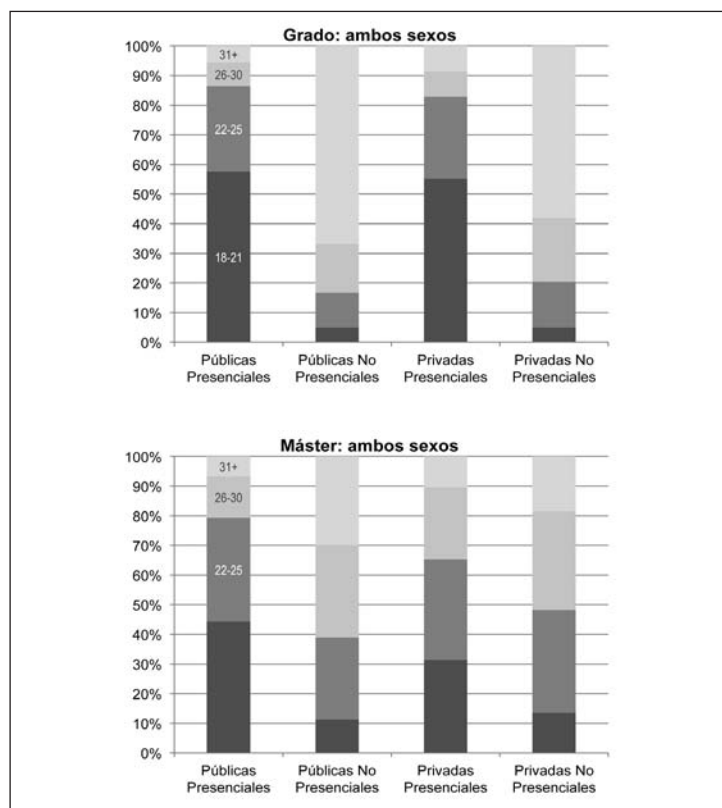 Grado: ambos sexos
100%
90%
80%
70%
60%
50%
40%
30%
20%
10%
0%
31+
26-30
22-25
18-21
Públicas Presenciales
Públicas No Presenciales
Privadas Presenciales
Privadas No Presenciales
Máster: ambos sexos
100%
90%
80%
70%
60%
50%
40%
30%
20%
10%
0%
31+
26-30
22-25
Públicas Presenciales
Públicas No Presenciales
Privadas Presenciales
Privadas No Presenciales